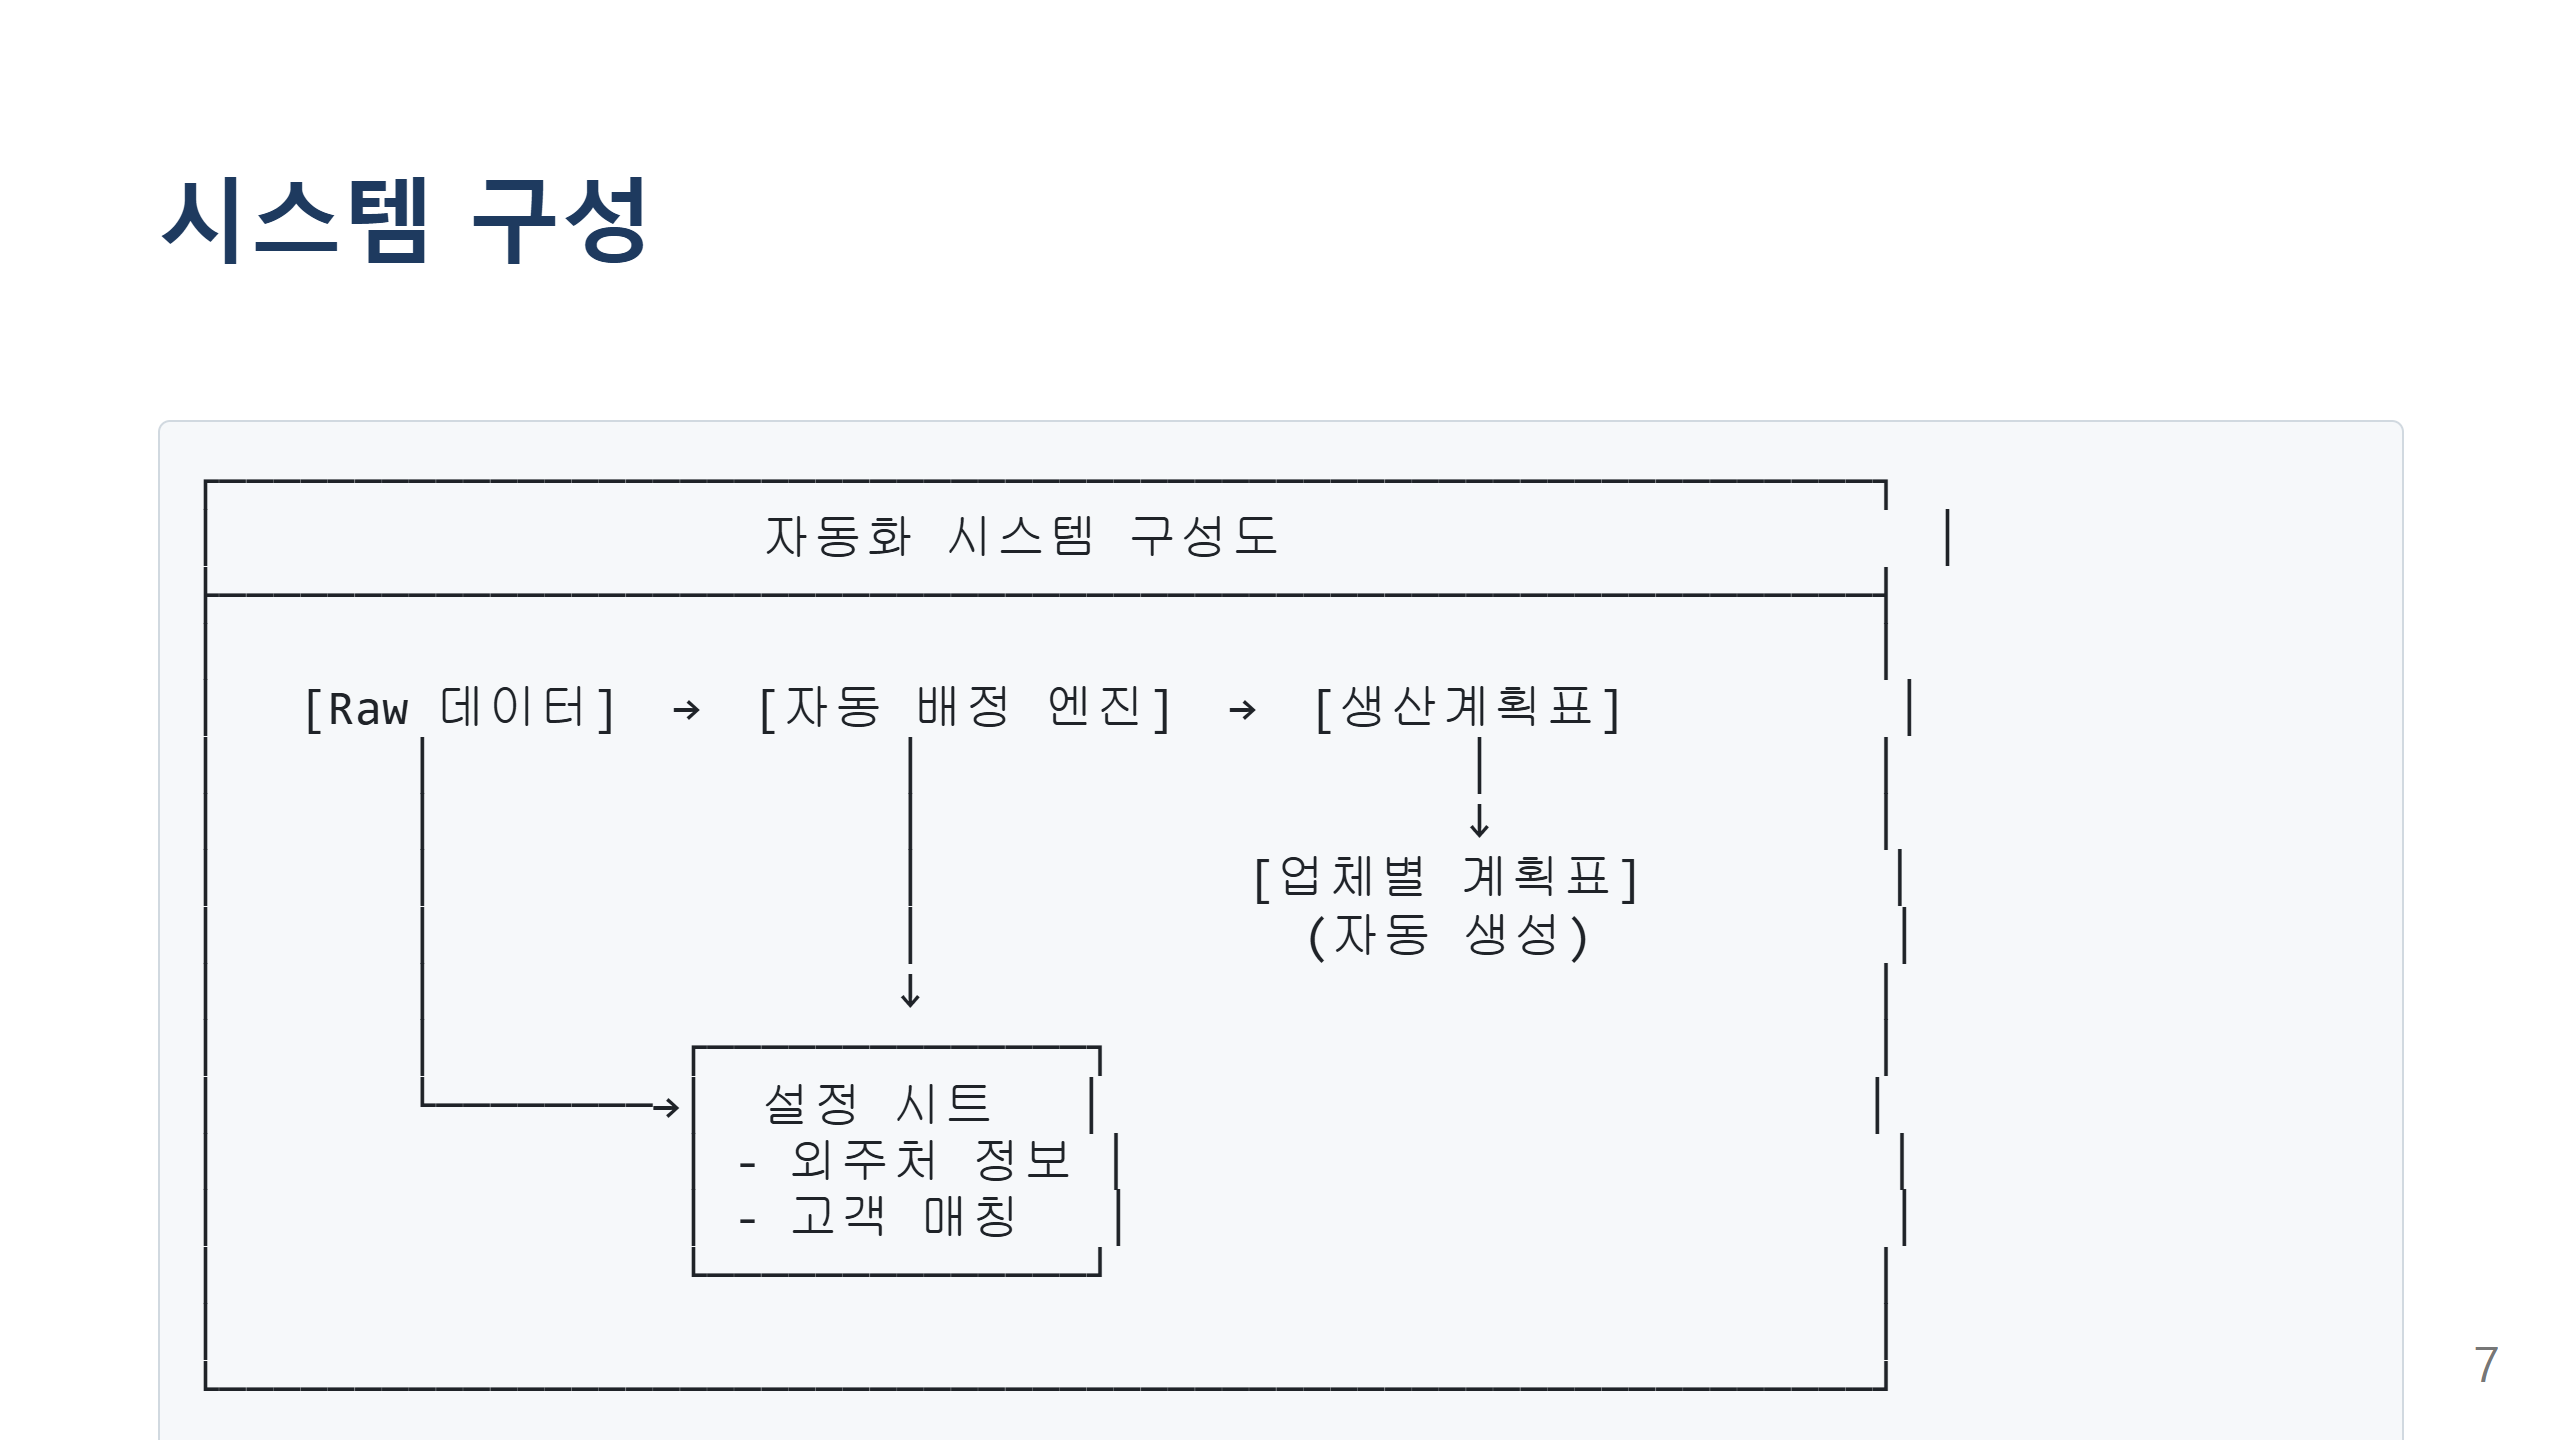 시스템 구성
자동화 시스템 구성도
[Raw 데이터] → [자동 배정 엔진] → [생산계획표]
↓
[업체별 계획표]
(자동 생성)
↓
→ 설정 시트
- 외주처 정보
- 고객 매칭
7